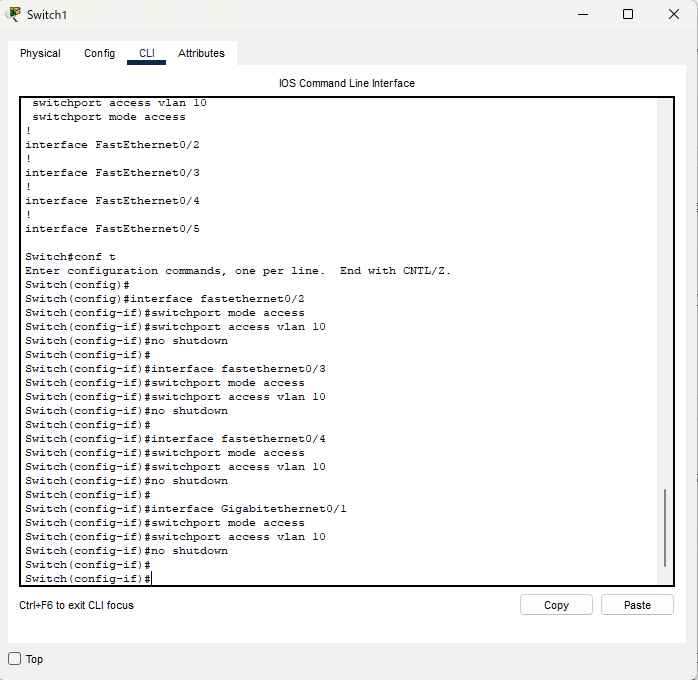 Switch1
Physical Config CLI Attributes
IOS Command Line Interface
switchport access vlan 10
switchport mode access
!
interface FastEthernet0/2
!
interface FastEthernet0/3
!
interface FastEthernet0/4
!
interface FastEthernet0/5
Switch#conf t
Enter configuration commands, one per line.  End with CNTL/Z.
Switch(config)#
Switch(config)#interface fastethernet0/2
Switch(config-if)#switchport mode access
Switch(config-if)#switchport access vlan 10
Switch(config-if)#no shutdown
Switch(config-if)#
Switch(config-if)#interface fastethernet0/3
Switch(config-if)#switchport mode access
Switch(config-if)#switchport access vlan 10
Switch(config-if)#no shutdown
Switch(config-if)#
Switch(config-if)#interface fastethernet0/4
Switch(config-if)#switchport mode access
Switch(config-if)#switchport access vlan 10
Switch(config-if)#no shutdown
Switch(config-if)#
Switch(config-if)#interface Gigabitethernet0/1
Switch(config-if)#switchport mode access
Switch(config-if)#switchport access vlan 10
Switch(config-if)#no shutdown
Switch(config-if)#
Switch(config-if)#
Ctrl+F6 to exit CLI focus
Copy Paste
Top